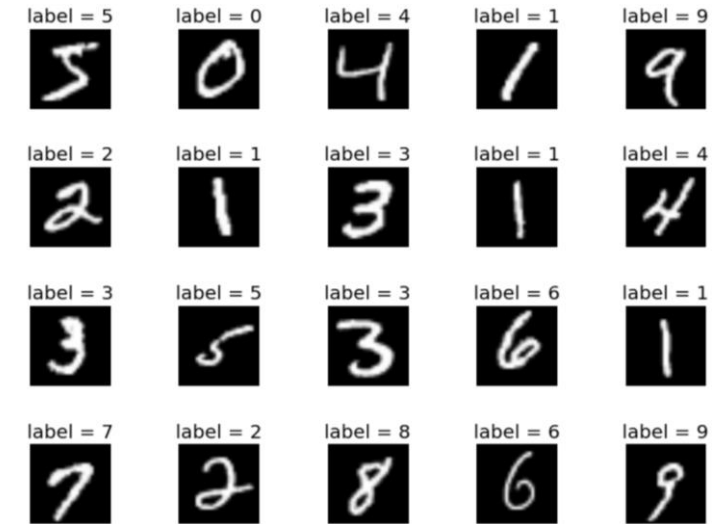 label = 5 label = 0 label = 4 label = 1 label = 9
5 0 4 1 9
label = 2 label = 1 label = 3 label = 1 label = 4
2 1 3 1 4
label = 3 label = 5 label = 3 label = 6 label = 1
3 5 3 6 1
label = 7 label = 2 label = 8 label = 6 label = 9
7 2 8 6 9